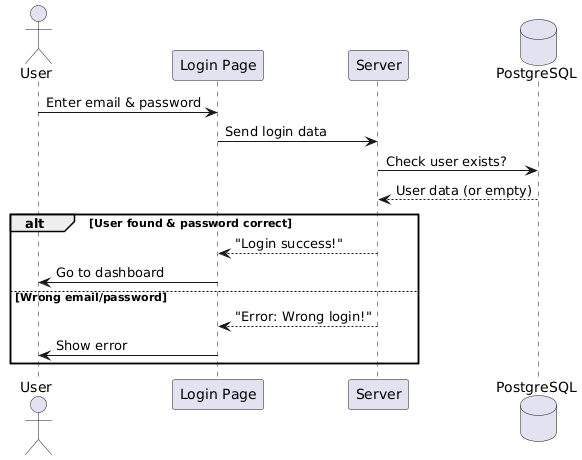 User
Login Page
Server
PostgreSQL
Enter email & password
Send login data
Check user exists?
User data (or empty)
alt
[User found & password correct]
"Login success!"
Go to dashboard
[Wrong email/password]
"Error: Wrong login!"
Show error
User
Login Page
Server
PostgreSQL